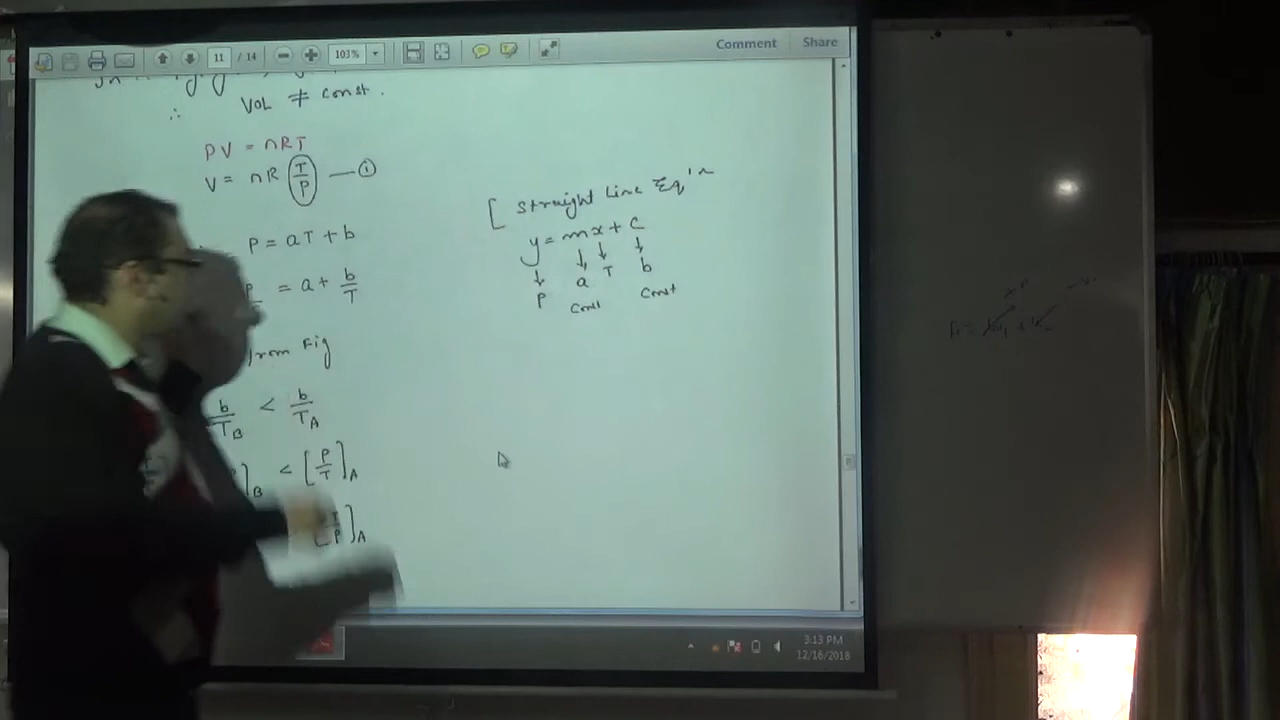 11 / 14
103%
Comment
Share
∴ VOL ≠ const.
PV = nRT
V = nR T/P — ①
P = aT + b
= a + b/T
from Fig
b/T_B < b/T_A
]_B < [P/T]_A
[T/P]_A
[ Straight Line Eq'n
y = mx + C
↓ ↓ ↓ ↓
P a T b
const const
3:13 PM
12/16/2018